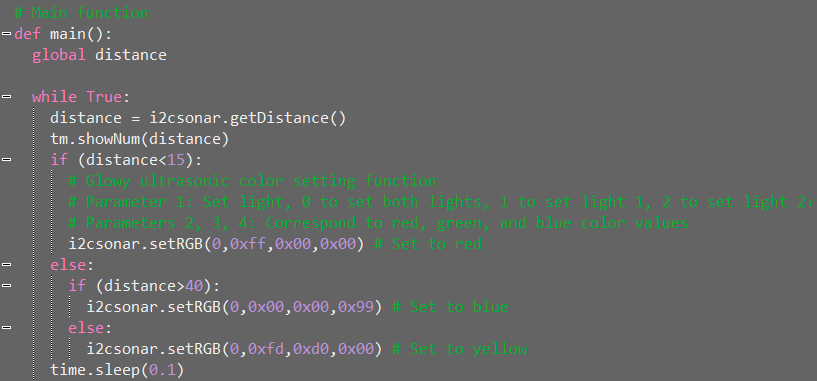 # Main function
def main():
global distance
while True:
distance = i2csonar.getDistance()
tm.showNum(distance)
if (distance<15):
# Glowy ultrasonic color setting function
# Parameter 1: Set light, 0 to set both lights, 1 to set light 1, 2 to set light 2
# Parameters 2, 3, 4: Correspond to red, green, and blue color values
i2csonar.setRGB(0,0xff,0x00,0x00) # Set to red
else:
if (distance>40):
i2csonar.setRGB(0,0x00,0x00,0x99) # Set to blue
else:
i2csonar.setRGB(0,0xfd,0xd0,0x00) # Set to yellow
time.sleep(0.1)